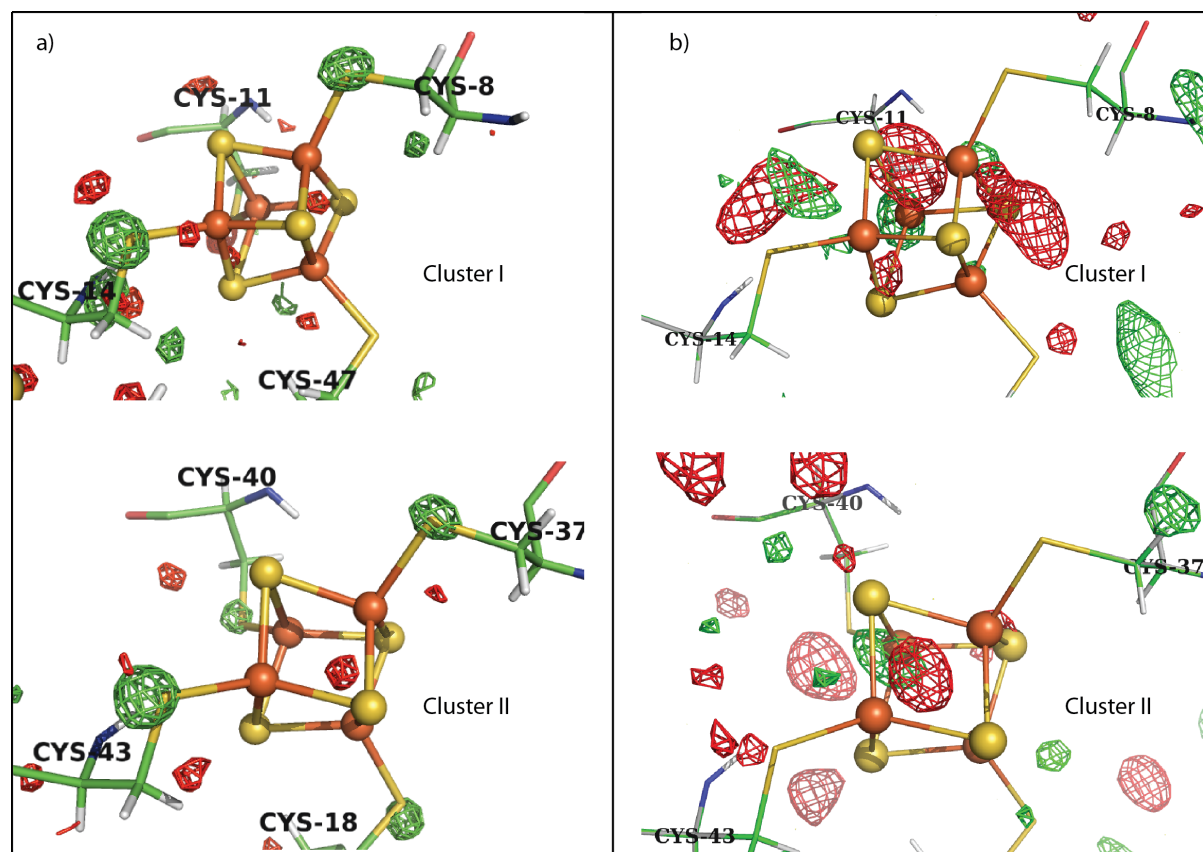 a)
CYS-11
CYS-8
Cluster I
CYS-14
CYS-47
CYS-40
CYS-37
Cluster II
CYS-43
CYS-18
b)
CYS-11
CYS-8
Cluster I
CYS-14
CYS-40
CYS-37
Cluster II
CYS-43